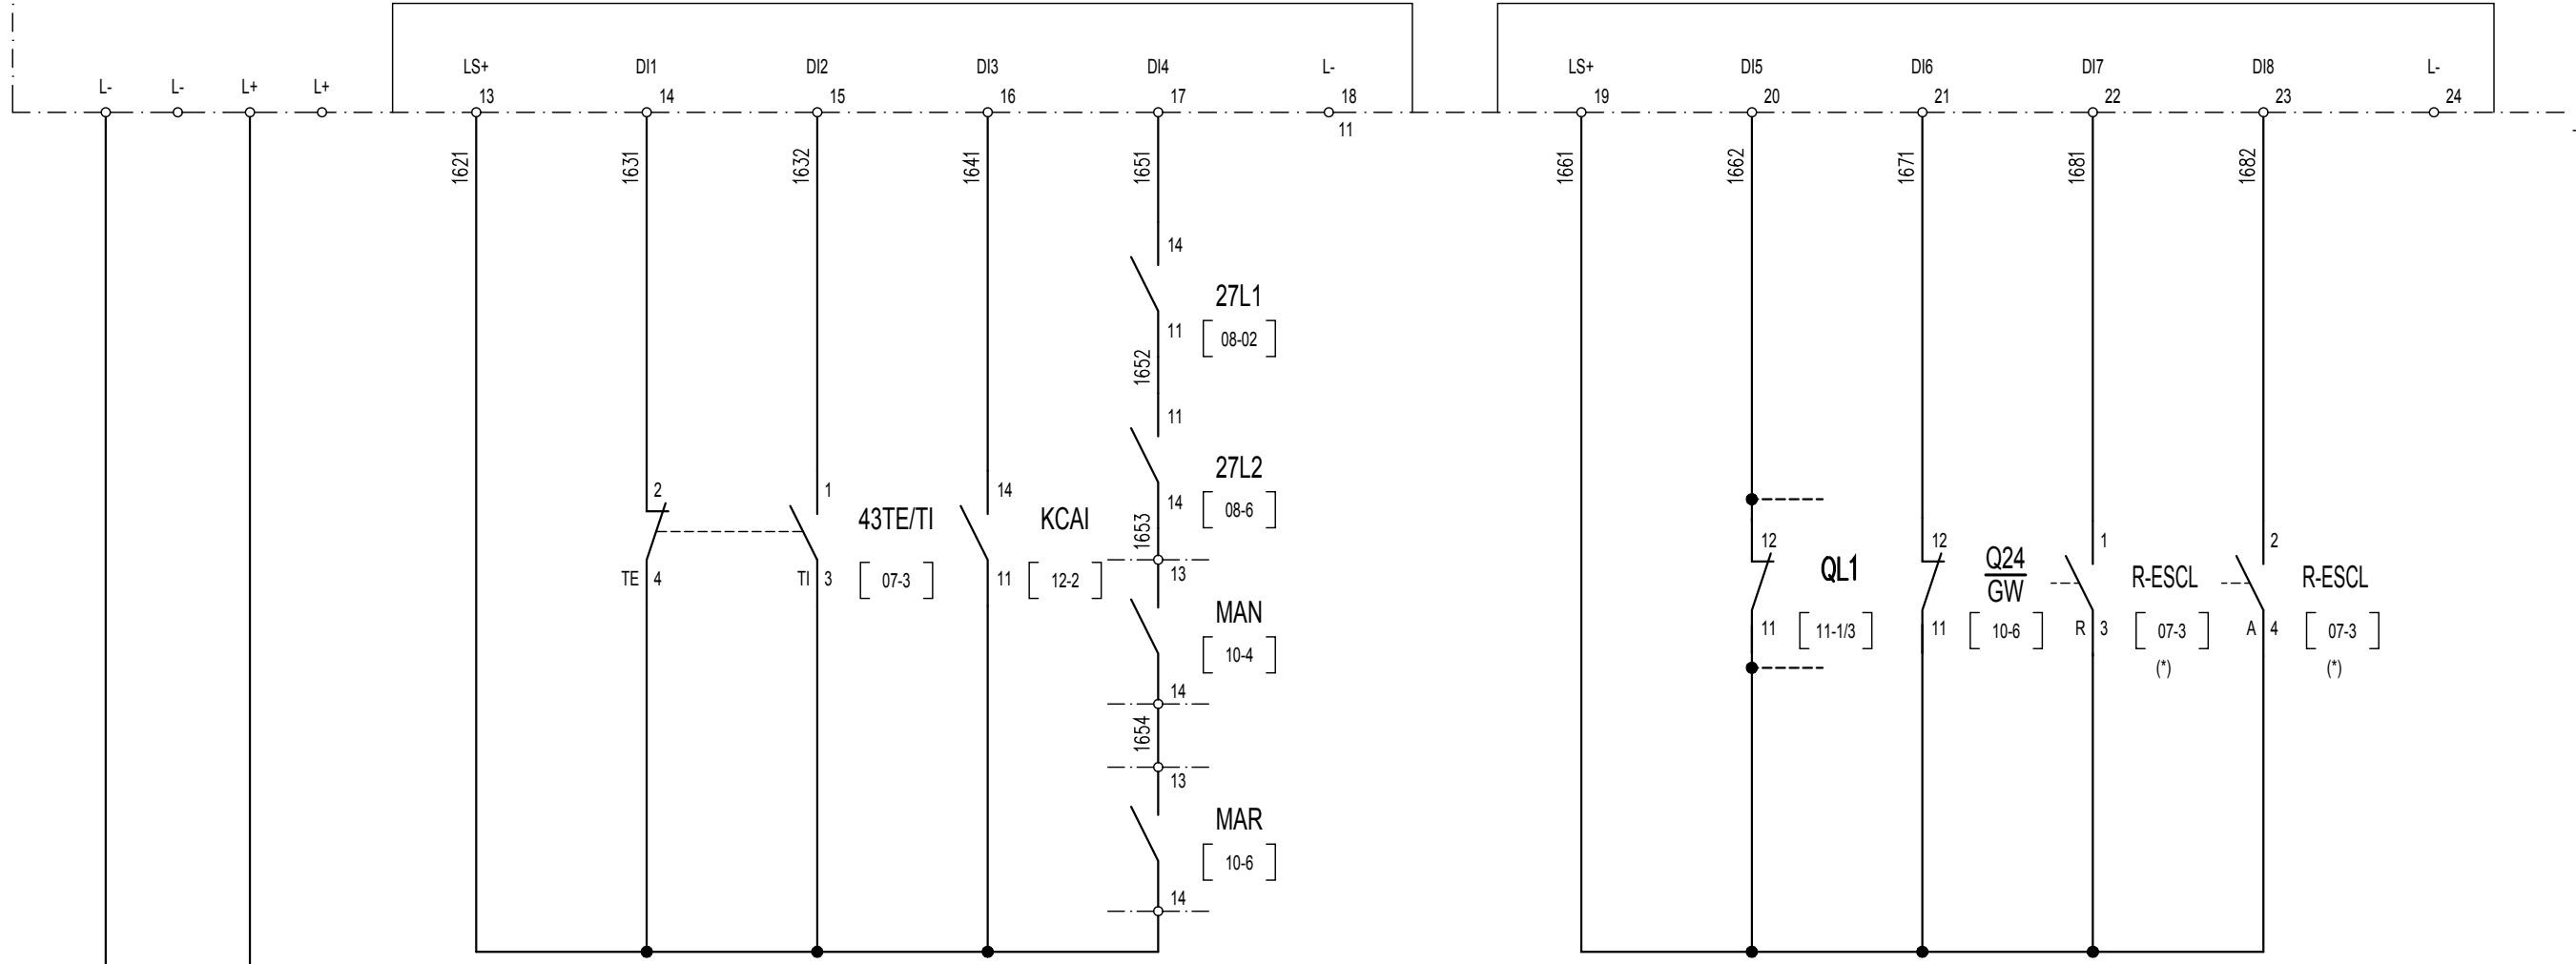 LS+ DI1 DI2 DI3 DI4 L- LS+ DI5 DI6 DI7 DI8 L-
L- L- L+ L+
13 14 15 16 17 18 19 20 21 22 23 24
11
1621 1631 1632 1641 1651 1661 1662 1671 1681 1682
14
27L1
11 08-02
1652
11
27L2
14 08-6
1653
2 1 14
43TE/TI KCAI
TE 4 TI 3 07-3 11 12-2
13
MAN
10-4
14
1654
13
MAR
10-6
14
12 12 1 2
QL1 Q24 R-ESCL R-ESCL
GW
11 11-1/3 11 10-6 R 3 07-3 A 4 07-3
(*) (*)